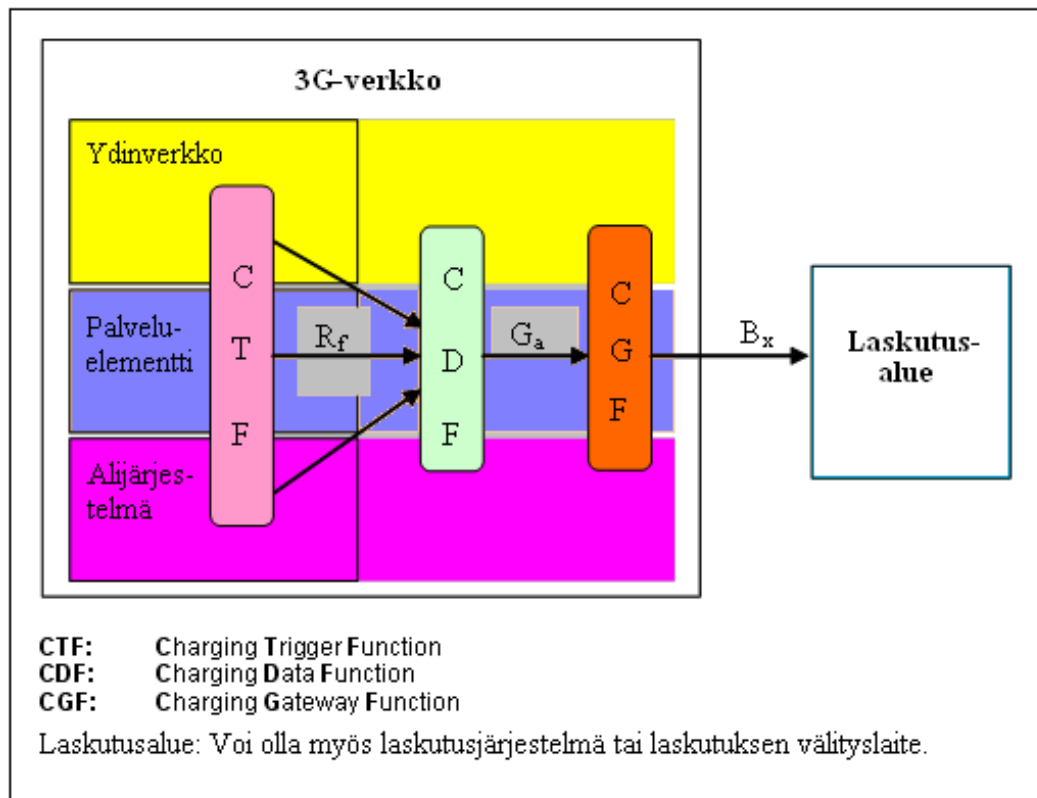 3G-verkko
Ydinverkko
Palvelu-
elementti
Alijärjes-
telmä
C
T
F
Rf
C
D
F
Ga
C
G
F
Bx
Laskutus-
alue
CTF: Charging Trigger Function
CDF: Charging Data Function
CGF: Charging Gateway Function
Laskutusalue: Voi olla myös laskutusjärjestelmä tai laskutuksen välityslaite.